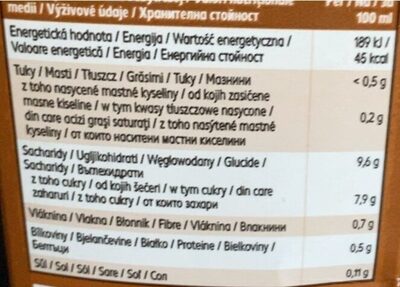 medii / Výživové údaje / Хранителна стойност
100 ml
Energetická hodnota / Energija / Wartość energetyczna / 189 kJ /
Valoare energetică / Energia / Енергийна стойност 45 kcal
Tuky / Masti / Tłuszcz / Grăsimi / Tuky / Мазнини < 0,5 g
z toho nasycené mastné kyseliny / od kojih zasićene
masne kiseline / w tym kwasy tłuszczowe nasycone /
din care acizi grași saturați / z toho nasýtené mastné
kyseliny / от които наситени мастни киселини 0,2 g
Sacharidy / Ugljikohidrati / Węglowodany / Glucide /
Sacharidy / Въглехидрати 9,6 g
z toho cukry / od kojih šećeri / w tym cukry / din care
zaharuri / z toho cukry / от които захари 7,9 g
Vláknina / Vlakna / Błonnik / Fibre / Vláknina / Влакнини 0,7 g
Bílkoviny / Bjelančevine / Białko / Proteine / Bielkoviny /
Белтъци 0,5 g
Sůl / Sol / Sól / Sare / Soľ / Сол 0,11 g